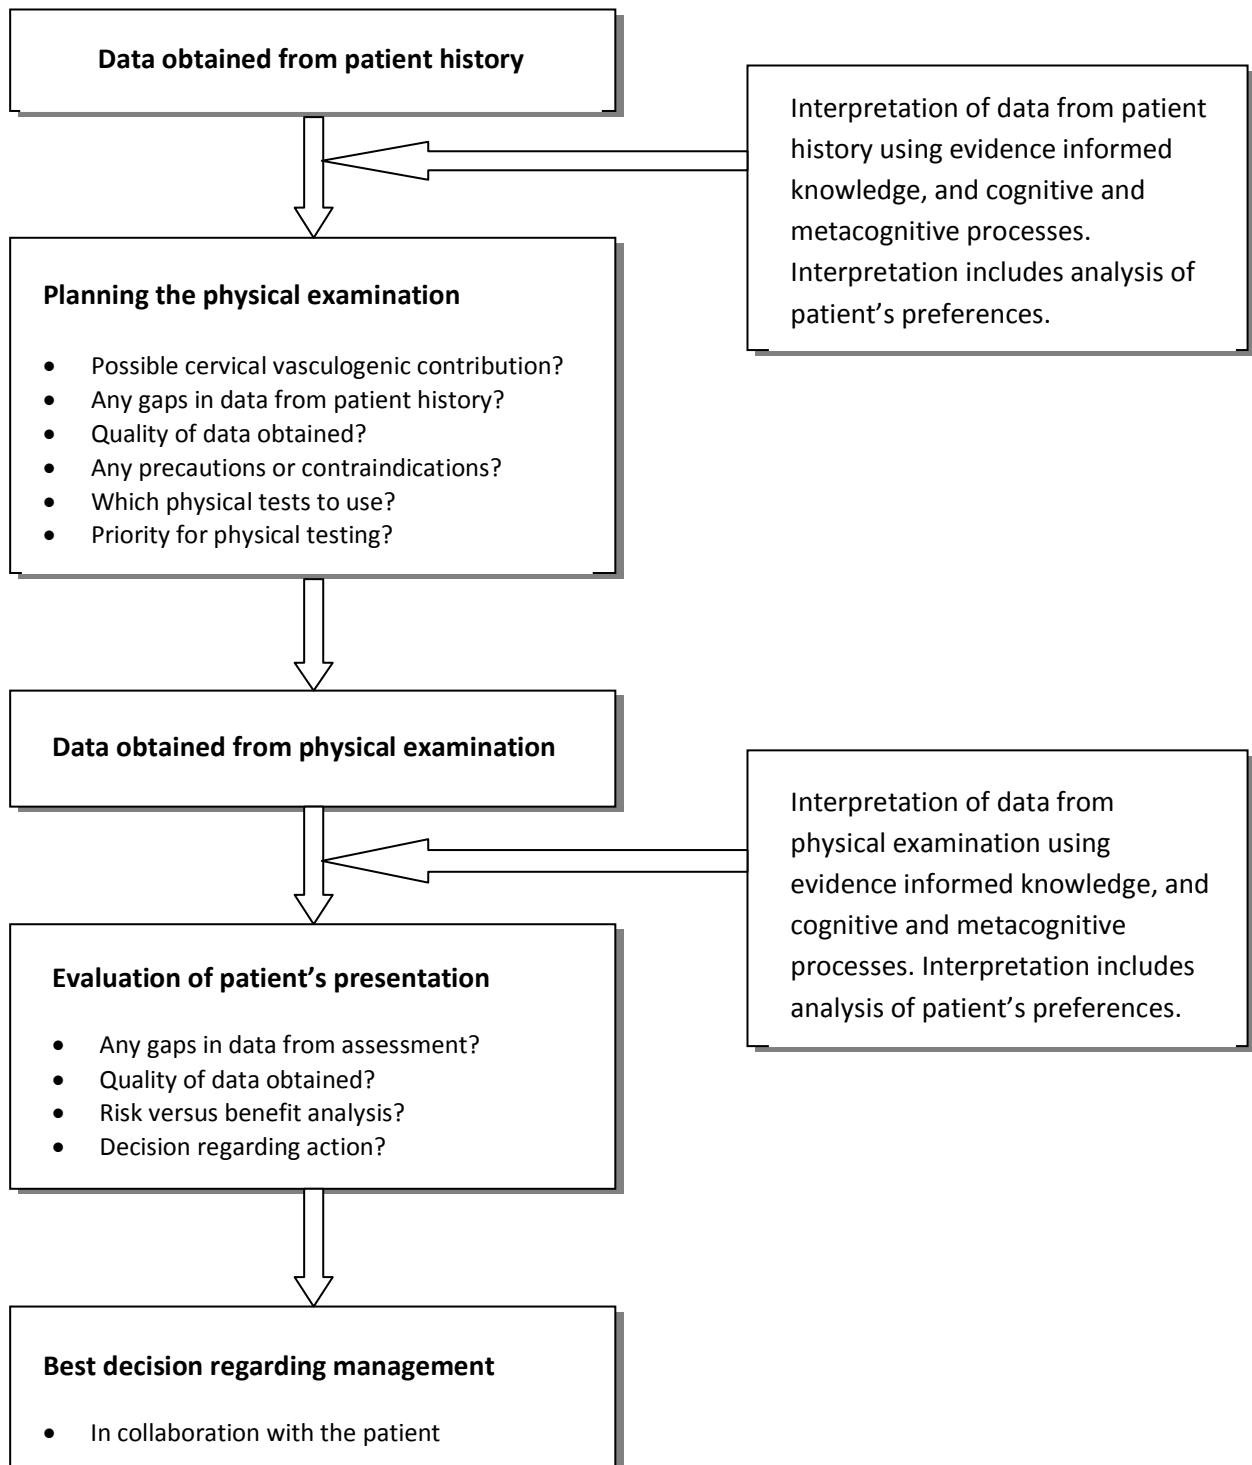 Data obtained from patient history
Interpretation of data from patient
history using evidence informed
knowledge, and cognitive and
metacognitive processes.
Interpretation includes analysis of
patient’s preferences.
Planning the physical examination
• Possible cervical vasculogenic contribution?
• Any gaps in data from patient history?
• Quality of data obtained?
• Any precautions or contraindications?
• Which physical tests to use?
• Priority for physical testing?
Data obtained from physical examination
Interpretation of data from
physical examination using
evidence informed knowledge, and
cognitive and metacognitive
processes. Interpretation includes
analysis of patient’s preferences.
Evaluation of patient’s presentation
• Any gaps in data from assessment?
• Quality of data obtained?
• Risk versus benefit analysis?
• Decision regarding action?
Best decision regarding management
• In collaboration with the patient